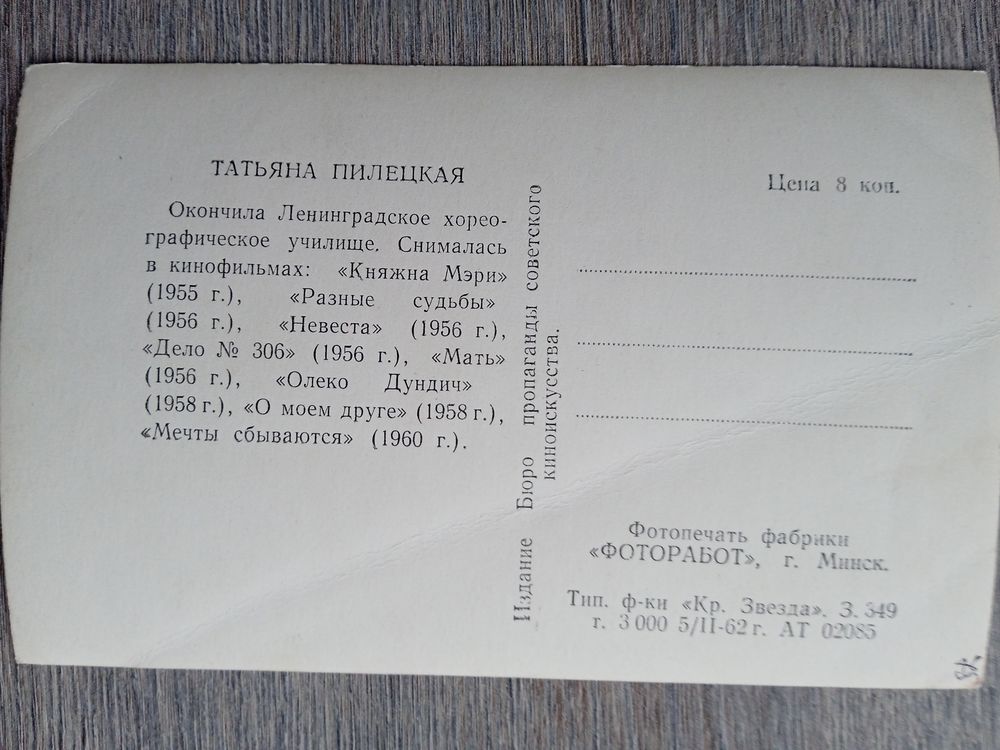 ТАТЬЯНА ПИЛЕЦКАЯ
Окончила Ленинградское хорео-
графическое училище. Снималась
в кинофильмах: «Княжна Мэри»
(1955 г.), «Разные судьбы»
(1956 г.), «Невеста» (1956 г.),
«Дело № 306» (1956 г.), «Мать»
(1956 г.), «Олеко Дундич»
(1958 г.), «О моем друге» (1958 г.),
«Мечты сбываются» (1960 г.).
Издание Бюро пропаганды советского
киноискусства.
Цена 8 коп.
Фотопечать фабрики
«ФОТОРАБОТ», г. Минск.
Тип. ф-ки «Кр. Звезда». З. 349
г. 3 000 5/II-62 г. АТ 02085